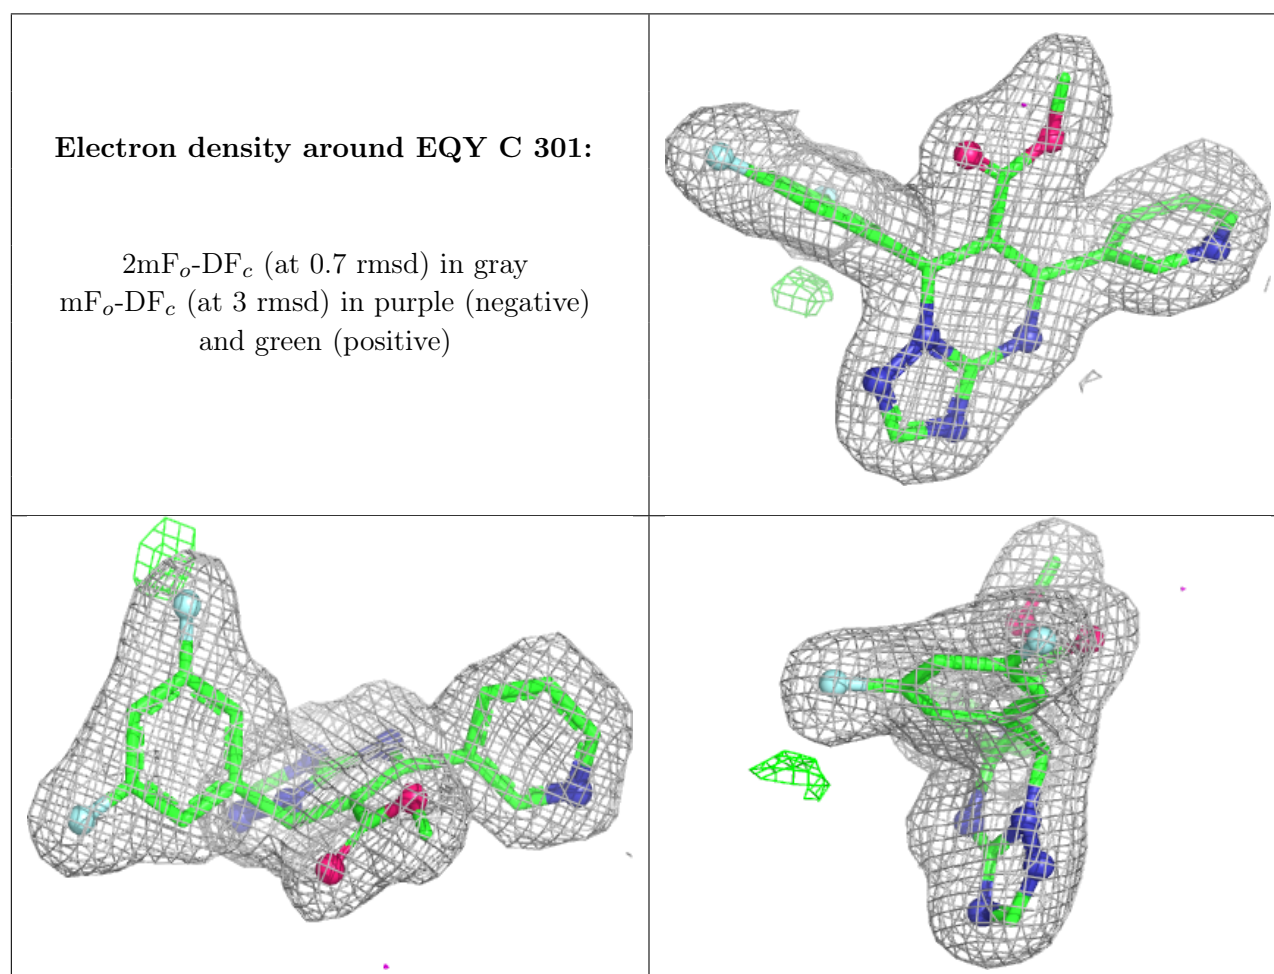 Electron density around EQY C 301:
2mFo-DFc (at 0.7 rmsd) in gray
mFo-DFc (at 3 rmsd) in purple (negative)
and green (positive)